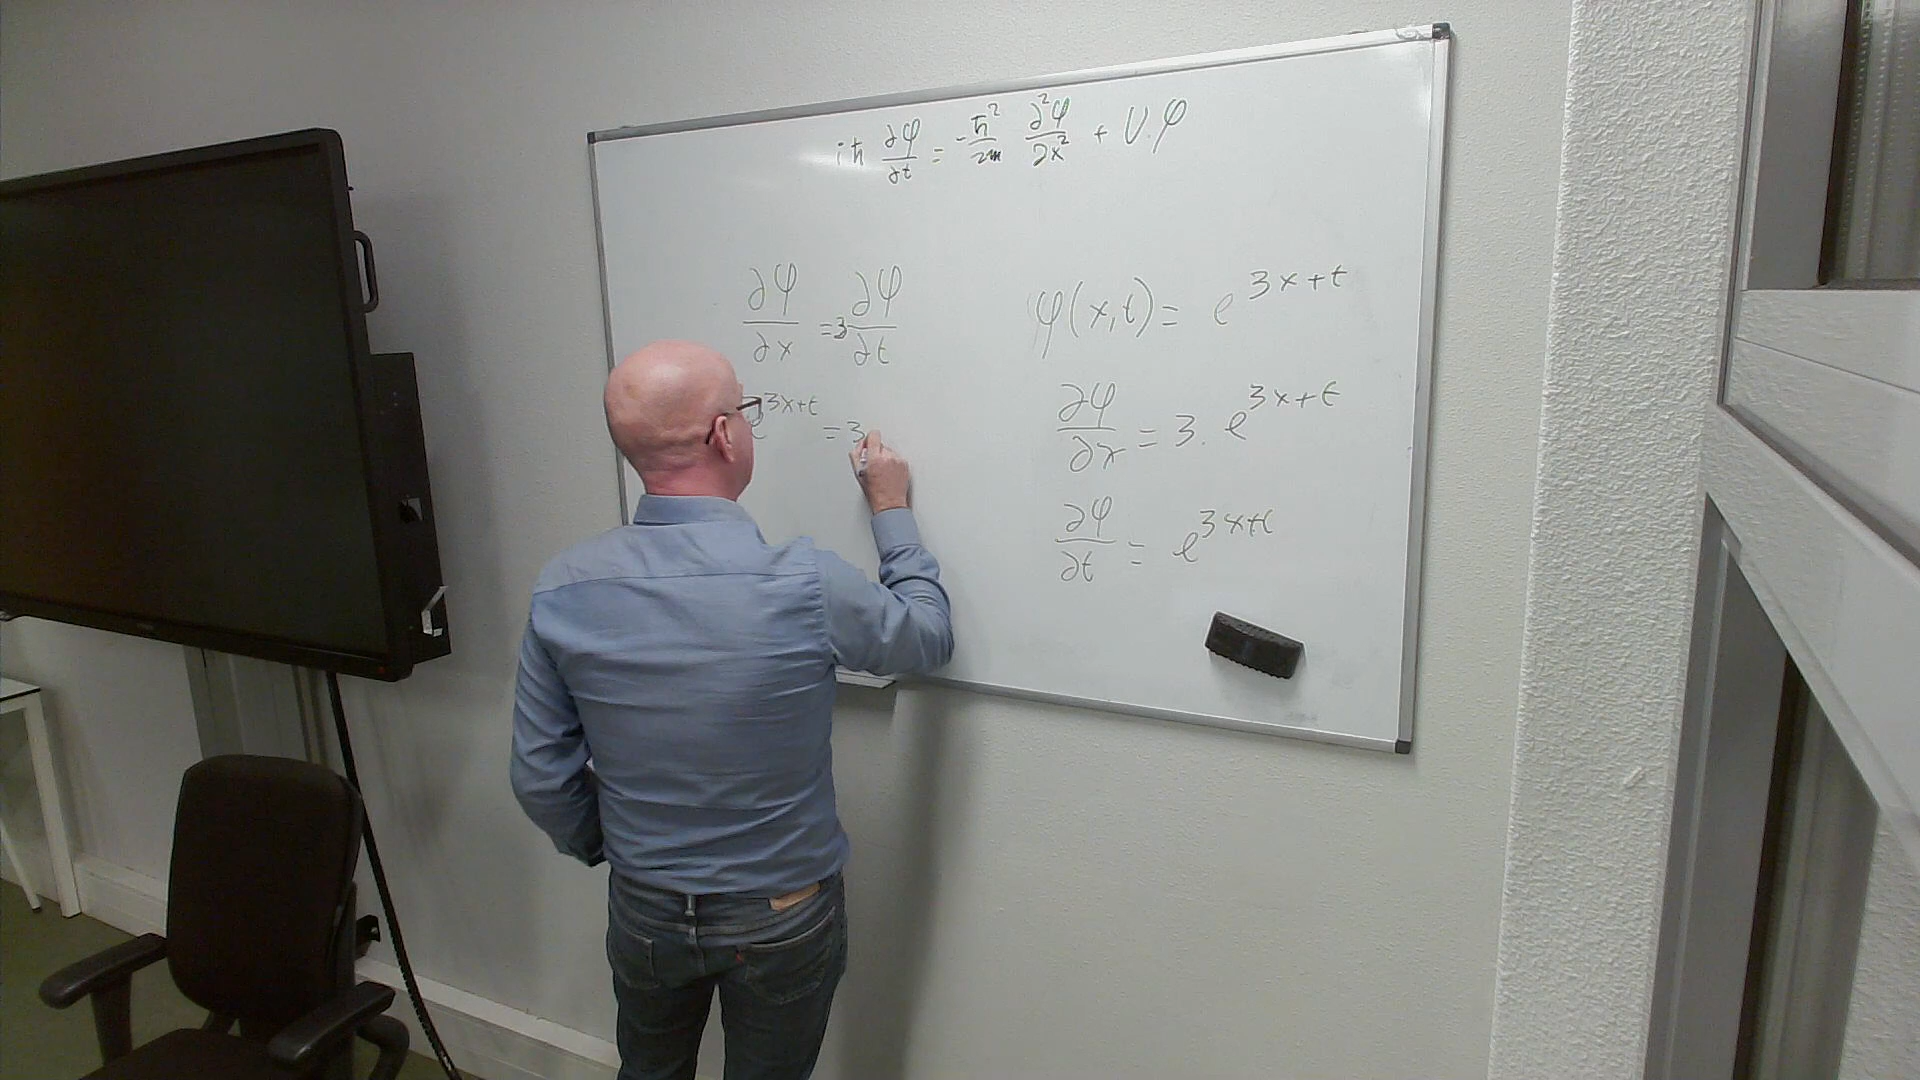 iħ ∂φ/∂t = -ħ²/2m ∂²φ/∂x² + U.φ
∂φ/∂x = 3 ∂φ/∂t
e^3x+t = 3
φ(x,t) = e^3x+t
∂φ/∂x = 3. e^3x+t
∂φ/∂t = e^3x+t